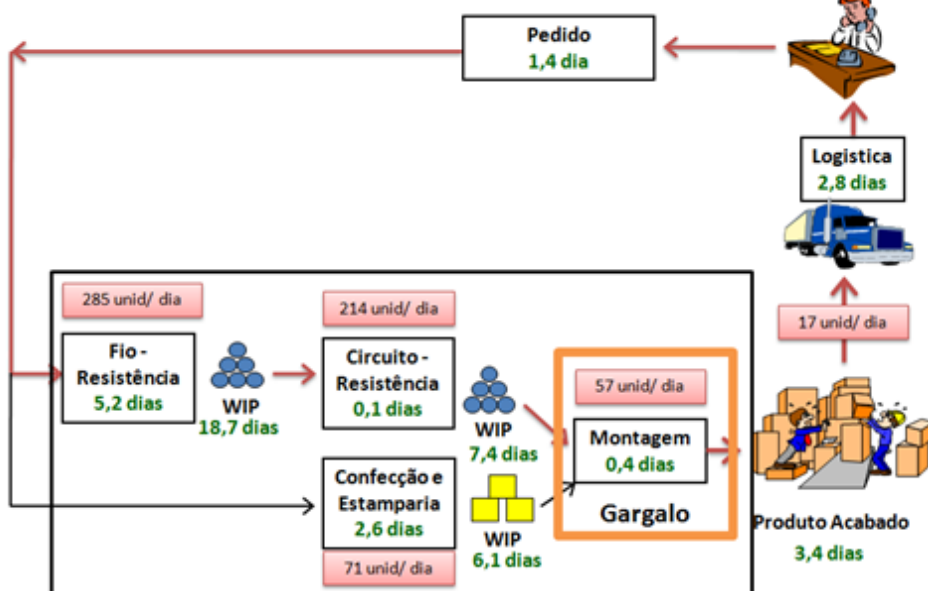 Pedido
1,4 dia
Logistica
2,8 dias
285 unid/ dia
214 unid/ dia
17 unid/ dia
Fio -
Resistência
5,2 dias
WIP
18,7 dias
Circuito -
Resistência
0,1 dias
WIP
7,4 dias
57 unid/ dia
Montagem
0,4 dias
Gargalo
Confecção e
Estamparia
2,6 dias
71 unid/ dia
WIP
6,1 dias
Produto Acabado
3,4 dias